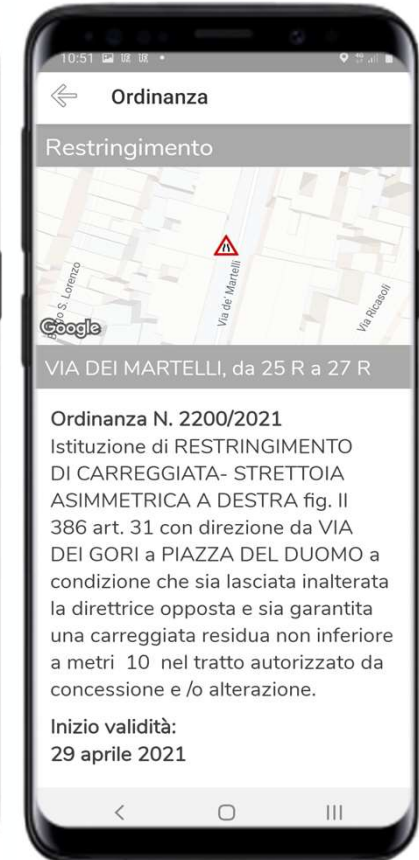 10:51
Ordinanza
Restringimento
Lorenzo
Via de' Martelli
Via Ricasoli
Google
VIA DEI MARTELLI, da 25 R a 27 R
Ordinanza N. 2200/2021
Istituzione di RESTRINGIMENTO
DI CARREGGIATA- STRETTOIA
ASIMMETRICA A DESTRA fig. II
386 art. 31 con direzione da VIA
DEI GORI a PIAZZA DEL DUOMO a
condizione che sia lasciata inalterata
la direttrice opposta e sia garantita
una carreggiata residua non inferiore
a metri 10 nel tratto autorizzato da
concessione e /o alterazione.
Inizio validità:
29 aprile 2021